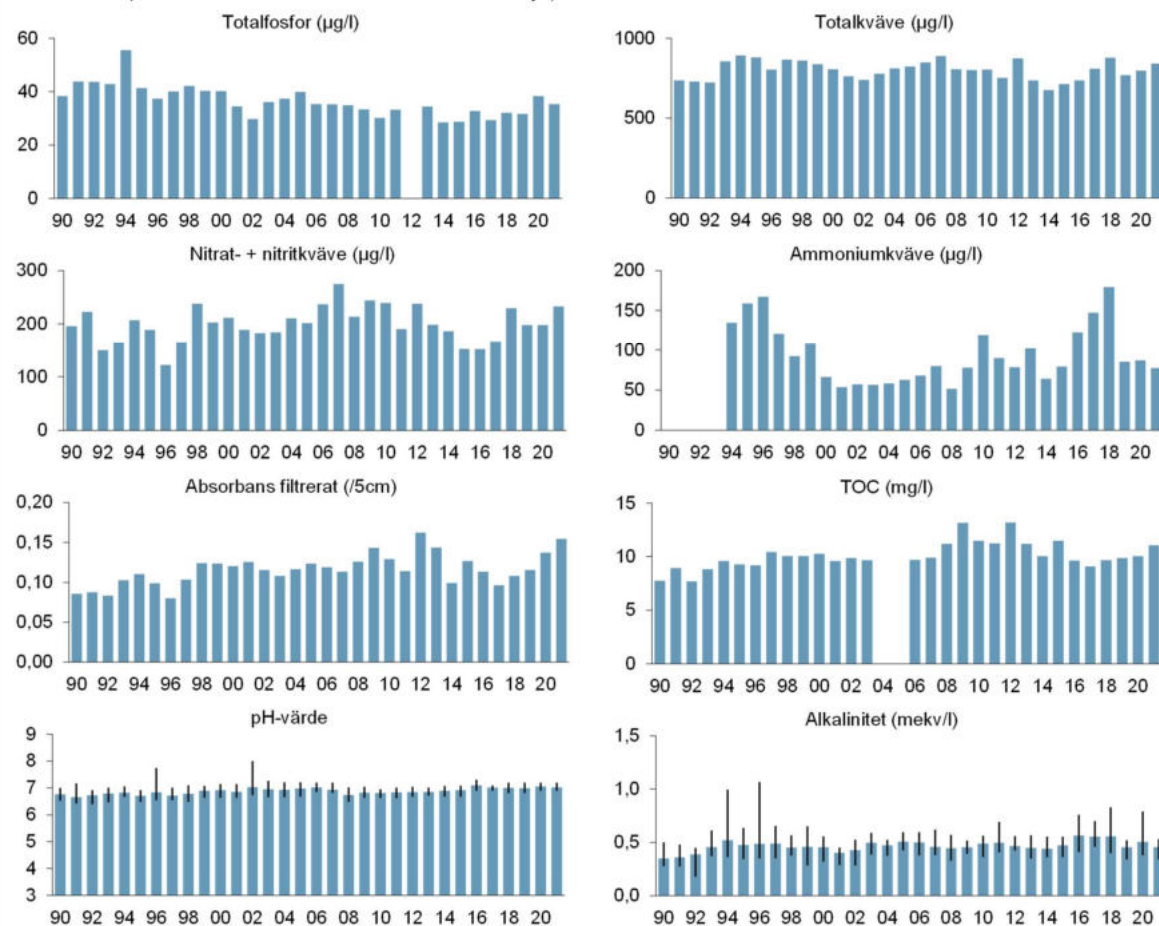 Totalfosfor (µg/l)
60
40
20
0
90 92 94 96 98 00 02 04 06 08 10 12 14 16 18 20
Totalkväve (µg/l)
1000
500
0
90 92 94 96 98 00 02 04 06 08 10 12 14 16 18 20
Nitrat- + nitritkväve (µg/l)
300
200
100
0
90 92 94 96 98 00 02 04 06 08 10 12 14 16 18 20
Ammoniumkväve (µg/l)
200
150
100
50
0
90 92 94 96 98 00 02 04 06 08 10 12 14 16 18 20
Absorbans filtrerat (/5cm)
0,20
0,15
0,10
0,05
0,00
90 92 94 96 98 00 02 04 06 08 10 12 14 16 18 20
TOC (mg/l)
15
10
5
0
90 92 94 96 98 00 02 04 06 08 10 12 14 16 18 20
pH-värde
9
8
7
6
5
4
3
90 92 94 96 98 00 02 04 06 08 10 12 14 16 18 20
Alkalinitet (mekv/l)
1,5
1,0
0,5
0,0
90 92 94 96 98 00 02 04 06 08 10 12 14 16 18 20